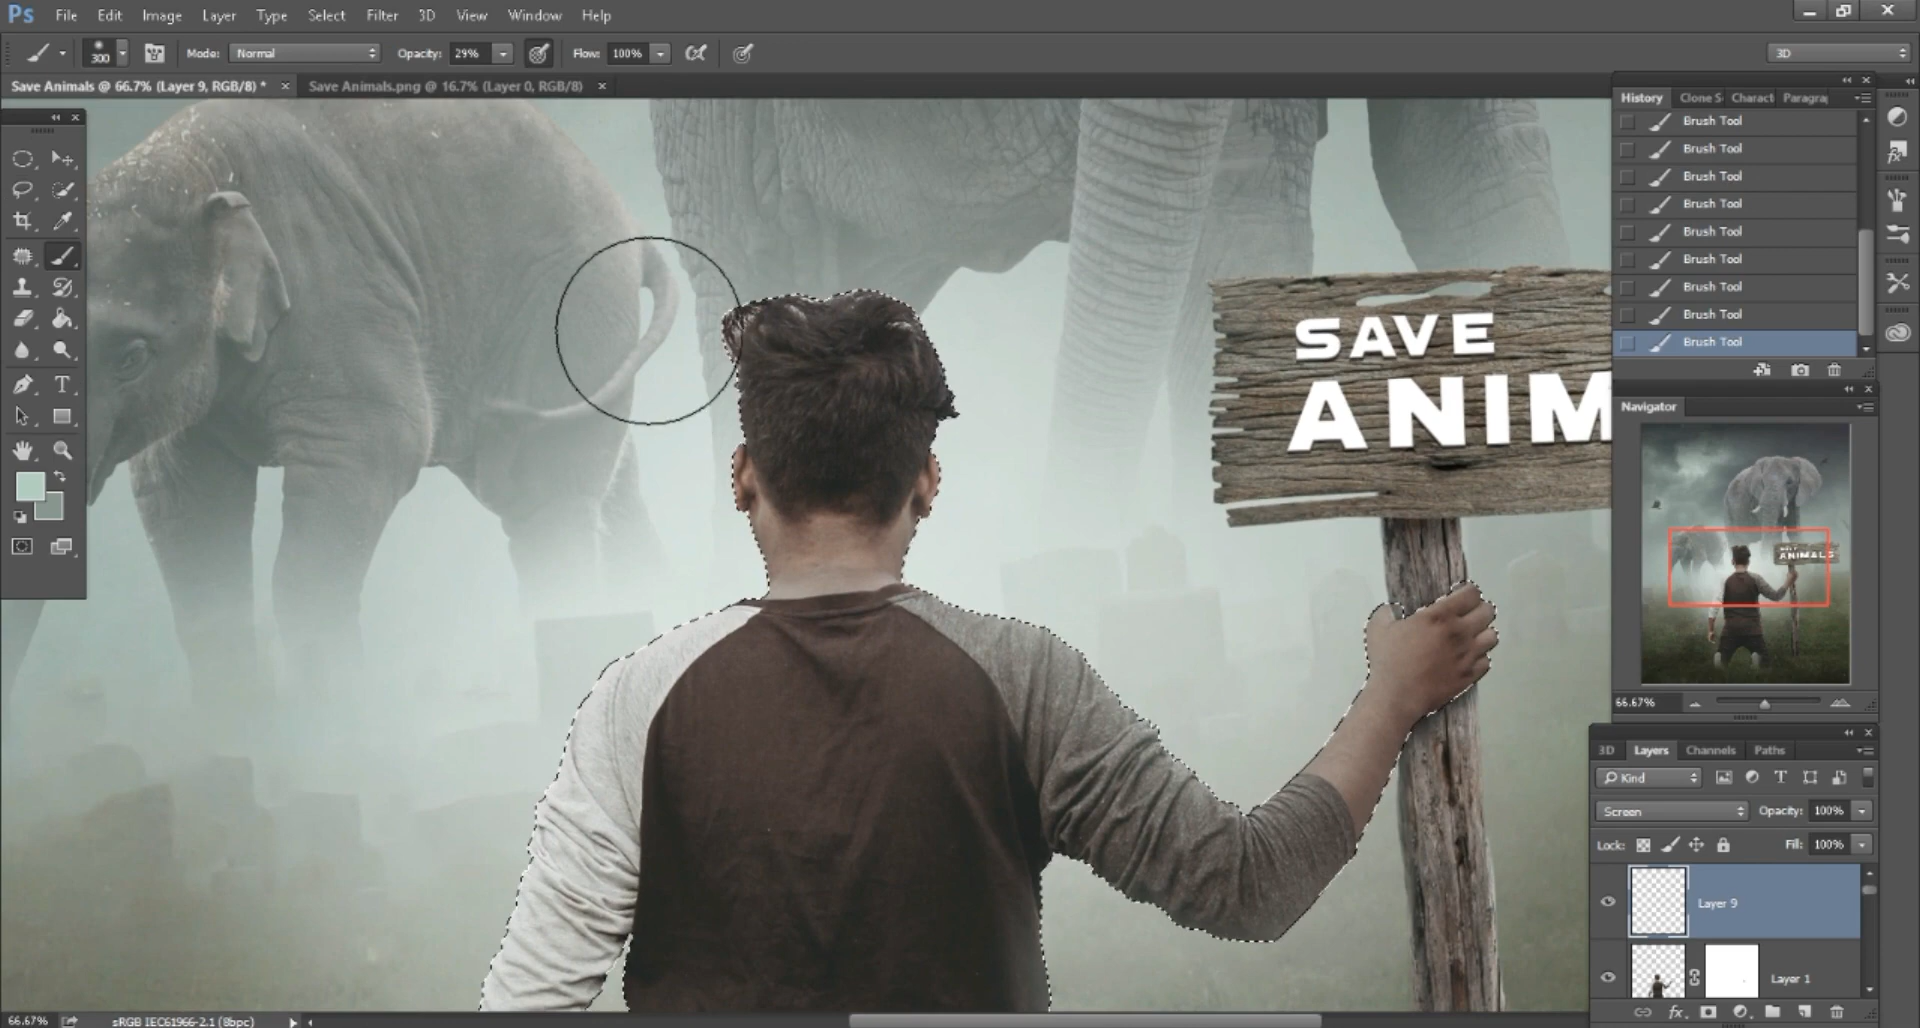 Ps File Edit Image Layer Type Select Filter 3D View Window Help
300 Mode: Normal Opacity: 29% Flow: 100% 3D
Save Animals @ 66.7% (Layer 9, RGB/8) * × Save Animals.png @ 16.7% (Layer 0, RGB/8) ×
History Clone S Charact Paragra
Brush Tool
Brush Tool
Brush Tool
Brush Tool
Brush Tool
Brush Tool
Brush Tool
Brush Tool
Brush Tool
SAVE
ANIM
Navigator
ANIMALS
66.67%
3D Layers Channels Paths
Kind
Screen Opacity: 100%
Lock: Fill: 100%
Layer 9
Layer 1
fx
66.67% sRGB IEC61966-2.1 (8bpc)